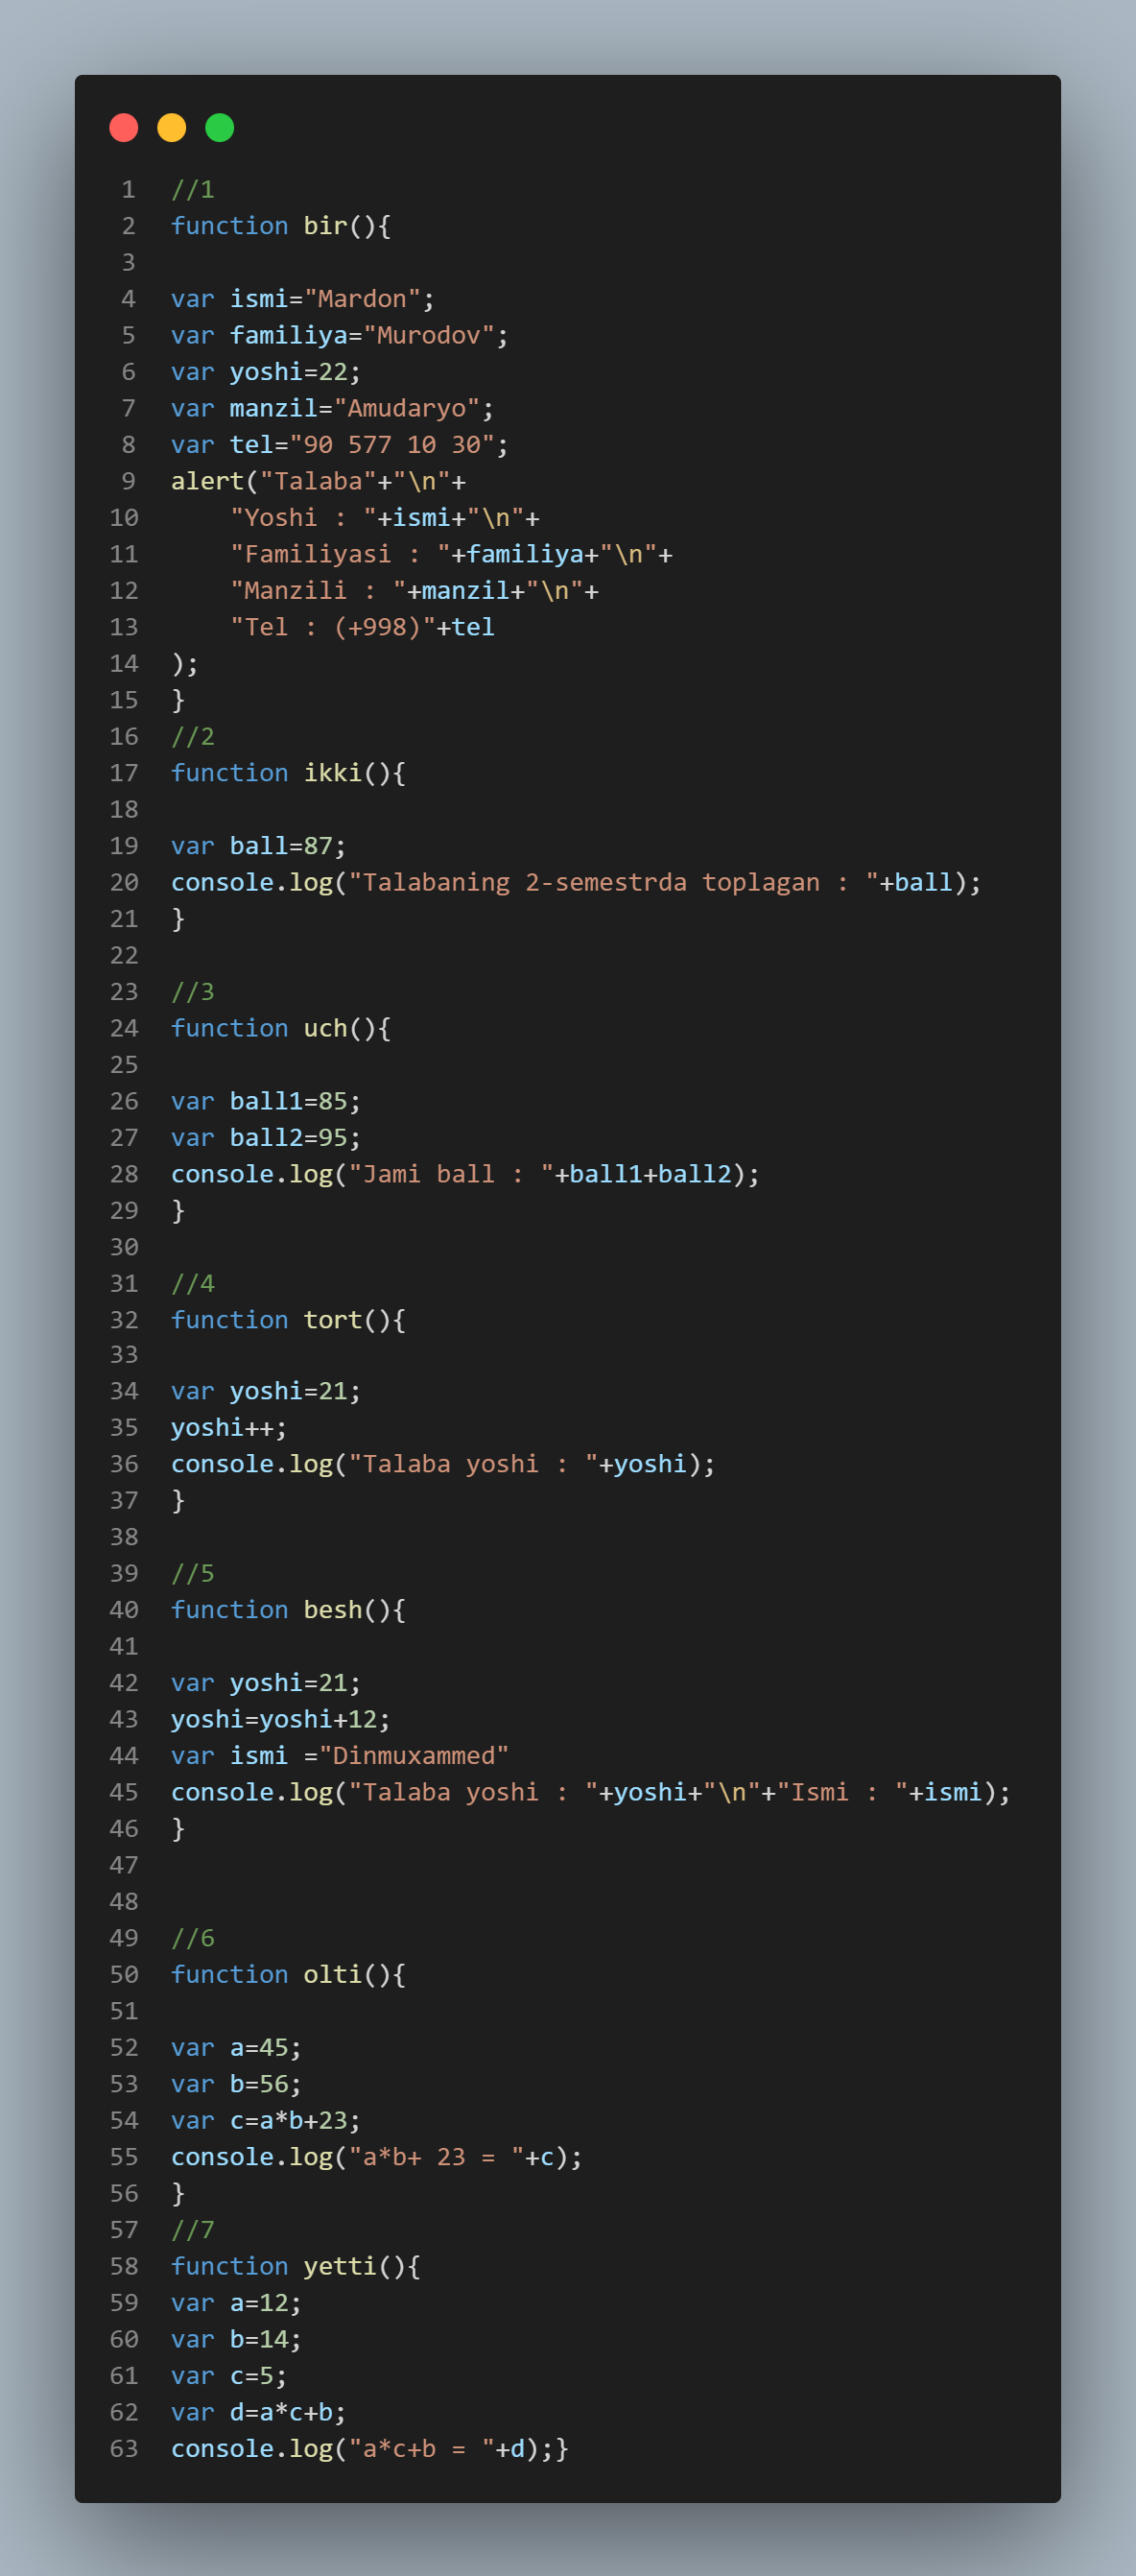 1 //1
2 function bir(){
3
4 var ismi="Mardon";
5 var familiya="Murodov";
6 var yoshi=22;
7 var manzil="Amudaryo";
8 var tel="90 577 10 30";
9 alert("Talaba"+"\n"+
10     "Yoshi : "+ismi+"\n"+
11     "Familiyasi : "+familiya+"\n"+
12     "Manzili : "+manzil+"\n"+
13     "Tel : (+998)"+tel
14 );
15 }
16 //2
17 function ikki(){
18
19 var ball=87;
20 console.log("Talabaning 2-semestrda toplagan : "+ball);
21 }
22
23 //3
24 function uch(){
25
26 var ball1=85;
27 var ball2=95;
28 console.log("Jami ball : "+ball1+ball2);
29 }
30
31 //4
32 function tort(){
33
34 var yoshi=21;
35 yoshi++;
36 console.log("Talaba yoshi : "+yoshi);
37 }
38
39 //5
40 function besh(){
41
42 var yoshi=21;
43 yoshi=yoshi+12;
44 var ismi ="Dinmuxammed"
45 console.log("Talaba yoshi : "+yoshi+"\n"+"Ismi : "+ismi);
46 }
47
48
49 //6
50 function olti(){
51
52 var a=45;
53 var b=56;
54 var c=a*b+23;
55 console.log("a*b+ 23 = "+c);
56 }
57 //7
58 function yetti(){
59 var a=12;
60 var b=14;
61 var c=5;
62 var d=a*c+b;
63 console.log("a*c+b = "+d);}